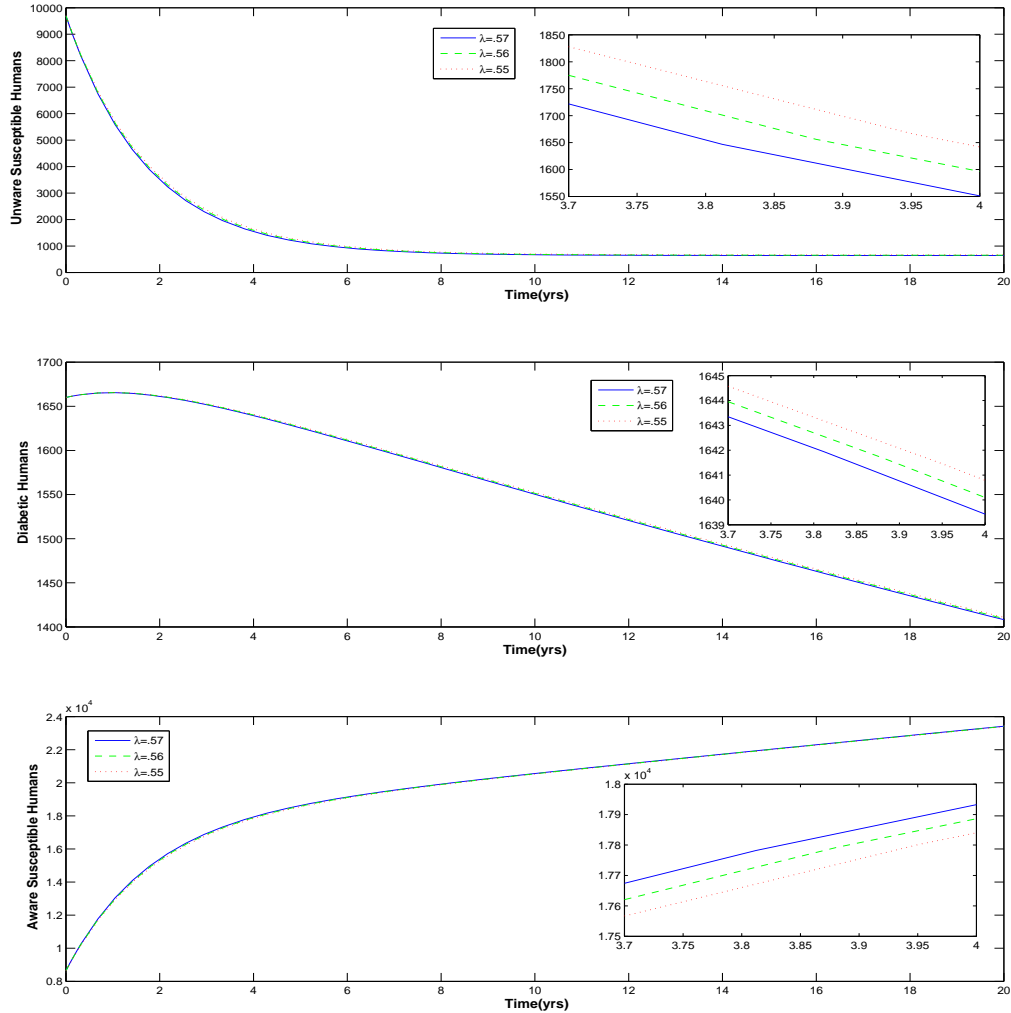 10000
9000
8000
7000
6000
5000
4000
3000
2000
1000
0
Unware Susceptible Humans
λ=.57
λ=.56
λ=.55
1850
1800
1750
1700
1650
1600
1550
3.7 3.75 3.8 3.85 3.9 3.95 4
0 2 4 6 8 10 12 14 16 18 20
Time(yrs)
1700
1650
1600
1550
1500
1450
1400
Diabetic Humans
λ=.57
λ=.56
λ=.55
1645
1644
1643
1642
1641
1640
1639
3.7 3.75 3.8 3.85 3.9 3.95 4
0 2 4 6 8 10 12 14 16 18 20
Time(yrs)
x 10^4
2.4
2.2
2
1.8
1.6
1.4
1.2
1
0.8
Aware Susceptible Humans
λ=.57
λ=.56
λ=.55
x 10^4
1.8
1.79
1.78
1.77
1.76
1.75
3.7 3.75 3.8 3.85 3.9 3.95 4
0 2 4 6 8 10 12 14 16 18 20
Time(yrs)